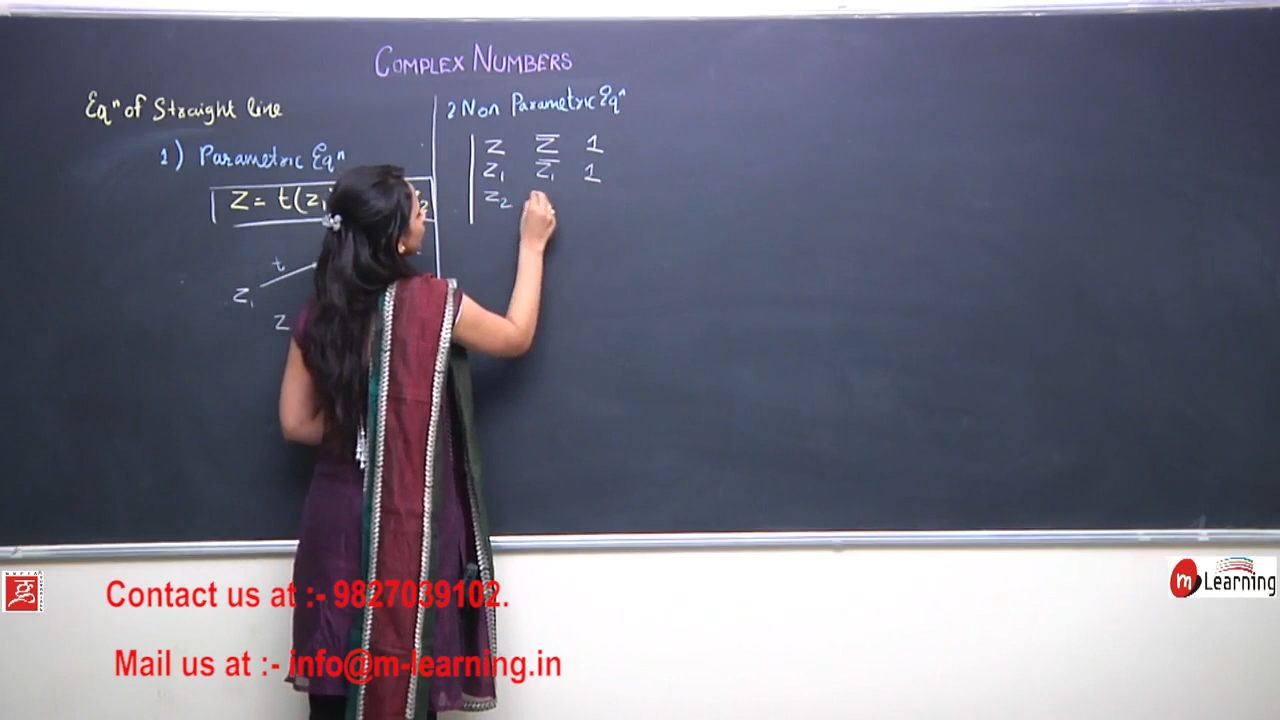 COMPLEX NUMBERS
Eqⁿ of Straight line
1) Parametric Eqⁿ
Z = t(z₁
2
t
Z₁
Z
2 Non Parametric Eqⁿ
Z Z̅ 1
Z₁ Z̅₁ 1
Z₂
Contact us at :- 9827039102.
Mail us at :- info@m-learning.in
m Learning